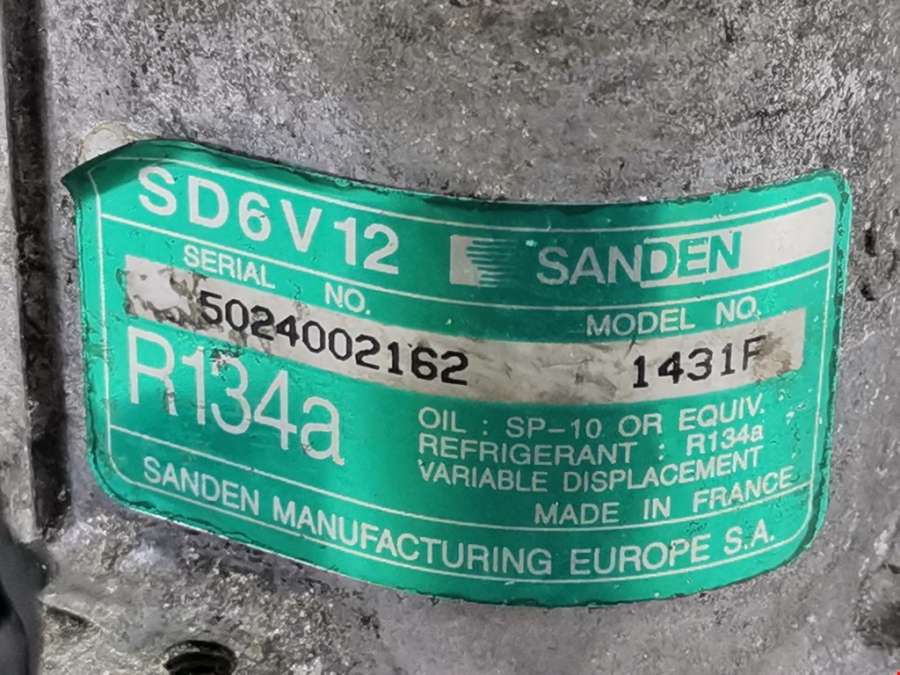 SD6V12
SANDEN
SERIAL NO.
MODEL NO.
5024002162
1431F
R134a
OIL : SP-10 OR EQUIV.
REFRIGERANT : R134a
VARIABLE DISPLACEMENT
MADE IN FRANCE
SANDEN MANUFACTURING EUROPE S.A.